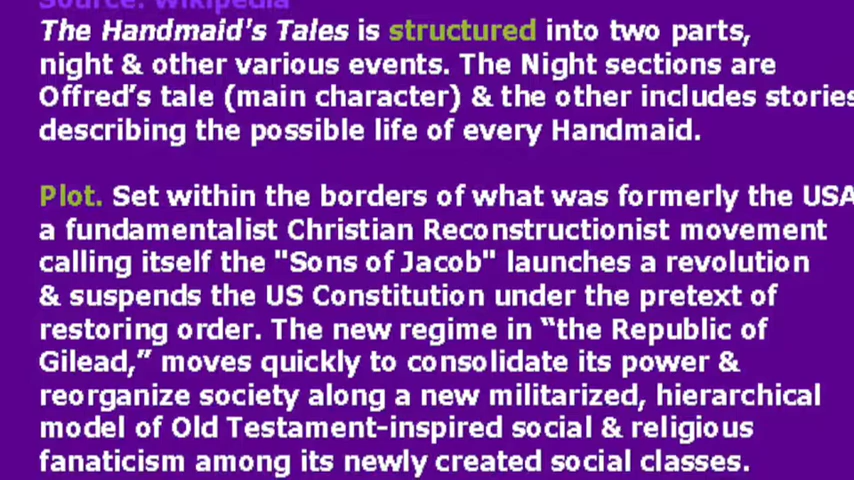 Source: Wikipedia
The Handmaid's Tales is structured into two parts,
night & other various events. The Night sections are
Offred’s tale (main character) & the other includes stories
describing the possible life of every Handmaid.
Plot. Set within the borders of what was formerly the USA
a fundamentalist Christian Reconstructionist movement
calling itself the "Sons of Jacob" launches a revolution
& suspends the US Constitution under the pretext of
restoring order. The new regime in “the Republic of
Gilead,” moves quickly to consolidate its power &
reorganize society along a new militarized, hierarchical
model of Old Testament-inspired social & religious
fanaticism among its newly created social classes.